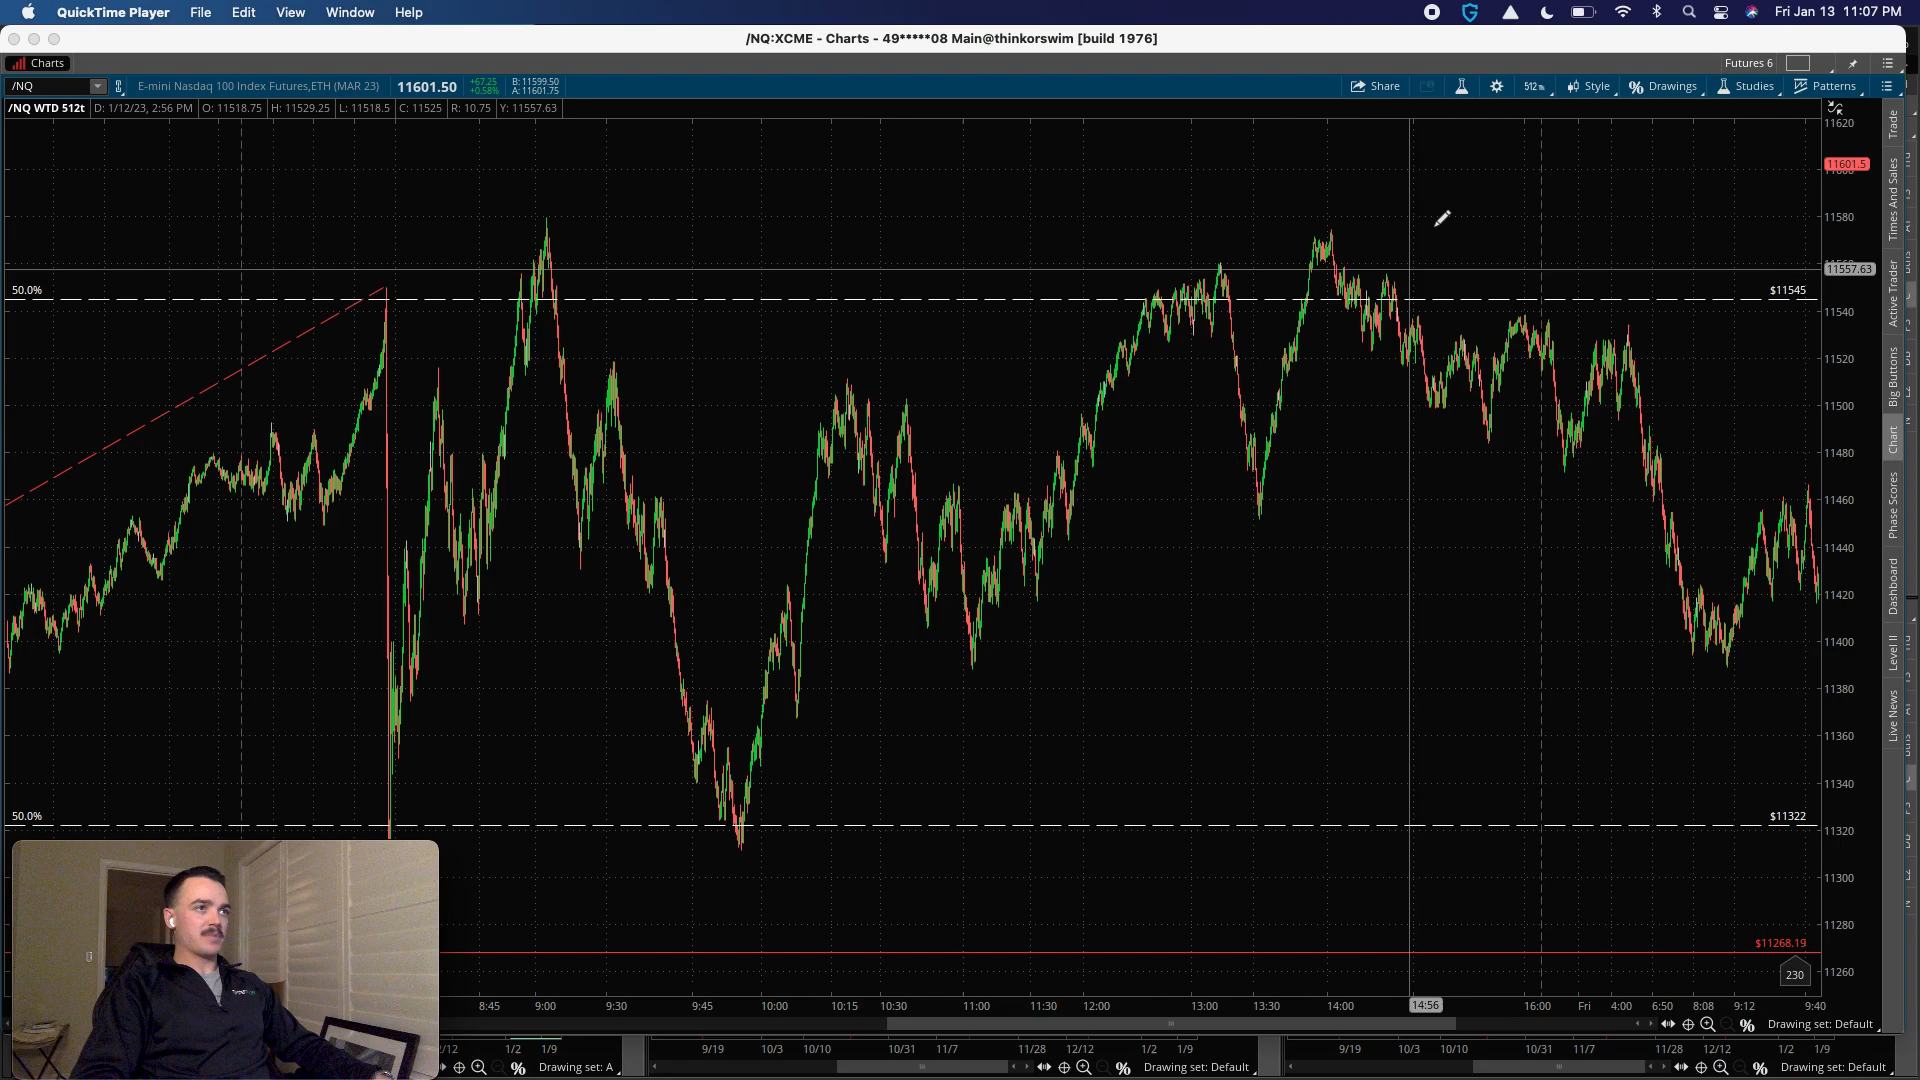 QuickTime Player File Edit View Window Help
Fri Jan 13 11:07 PM
/NQ:XCME - Charts - 49*****08 Main@thinkorswim [build 1976]
Charts
Futures 6
/NQ
E-mini Nasdaq 100 Index Futures,ETH (MAR 23)
11601.50
+67.25
+0.58%
B: 11599.50
A: 11601.75
Share
Style
Drawings
Studies
Patterns
/NQ WTD 512t D: 1/12/23, 2:56 PM O: 11518.75 H: 11529.25 L: 11518.5 C: 11525 R: 10.75 Y: 11557.63
11620
11601.5
11580
11557.63
50.0%
$11545
11540
11520
11500
11480
11460
11440
11420
11400
11380
11360
11340
50.0%
$11322
11320
11300
11280
$11268.19
11260
230
Trade
Times And Sales
Active Trader
Big Buttons
Chart
Phase Scores
Dashboard
Level II
Live News
8:45 9:00 9:30 9:45 10:00 10:15 10:30 11:00 11:30 12:00 13:00 13:30 14:00 14:56 16:00 Fri 4:00 6:50 8:08 9:12 9:40
Drawing set: Default
1/2 1/9
9/19 10/3 10/10 10/31 11/7 11/28 12/12 1/2 1/9
9/19 10/3 10/10 10/31 11/7 11/28 12/12 1/2 1/9
Drawing set: A
Drawing set: Default
Drawing set: Default